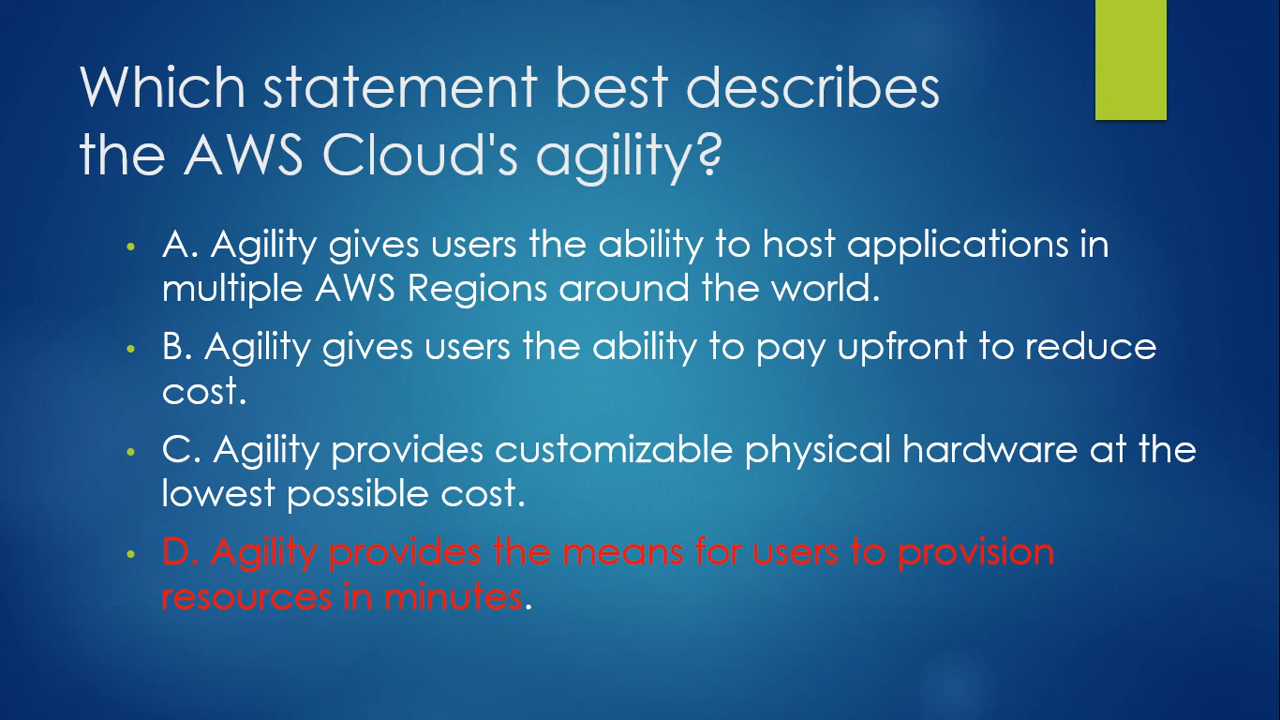 Which statement best describes
the AWS Cloud's agility?
• A. Agility gives users the ability to host applications in
multiple AWS Regions around the world.
• B. Agility gives users the ability to pay upfront to reduce
cost.
• C. Agility provides customizable physical hardware at the
lowest possible cost.
• D. Agility provides the means for users to provision
resources in minutes.